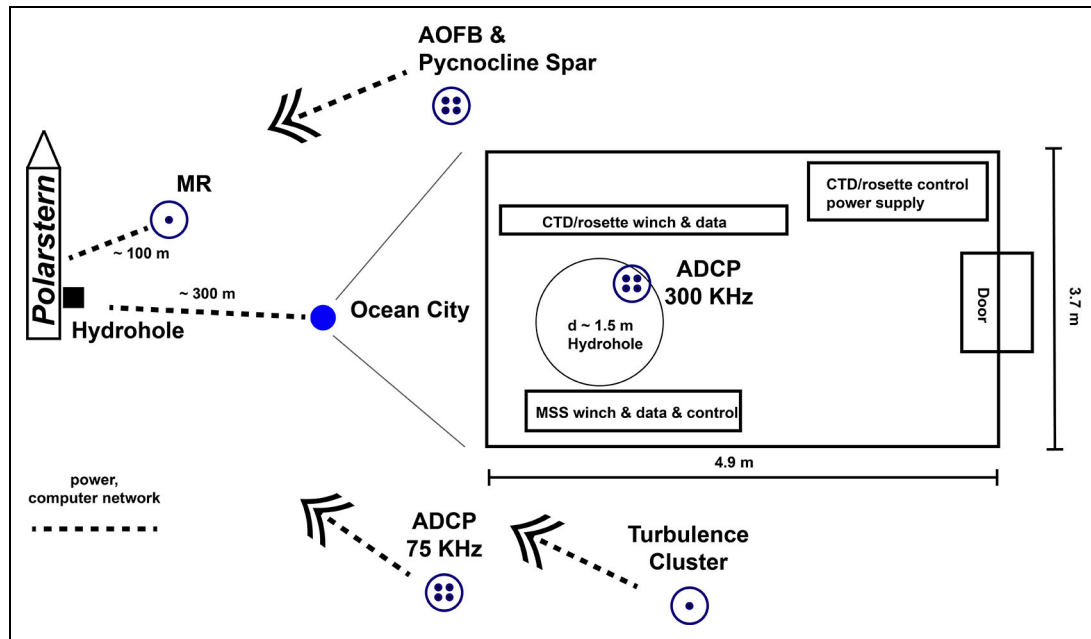 AOFB &
Pycnocline Spar
Polarstern
MR
~ 100 m
~ 300 m
Hydrohole
Ocean City
CTD/rosette control
power supply
CTD/rosette winch & data
ADCP
300 KHz
d ~ 1.5 m
Hydrohole
Door
3.7 m
MSS winch & data & control
4.9 m
power,
computer network
ADCP
75 KHz
Turbulence
Cluster